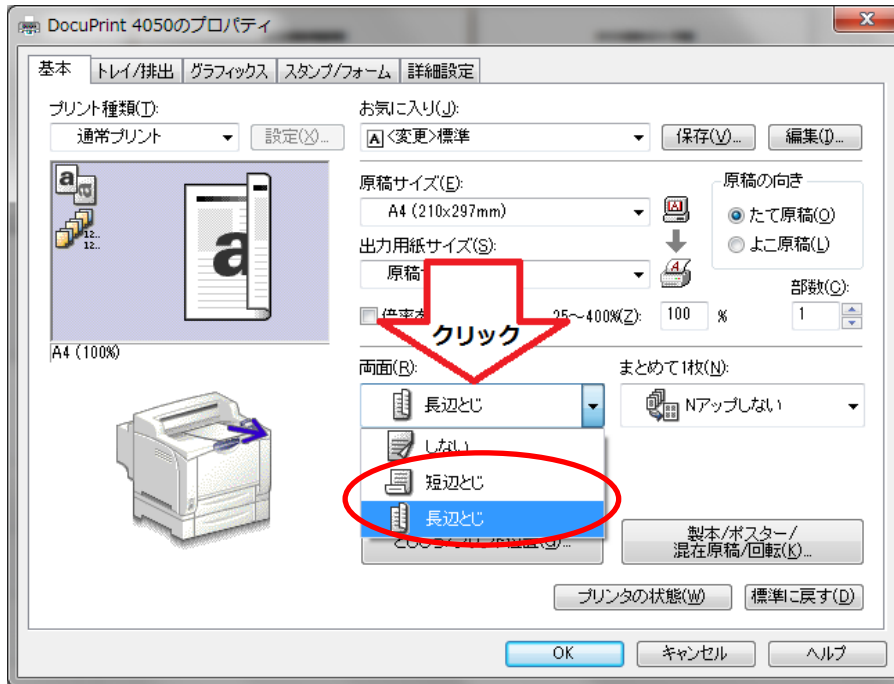 DocuPrint 4050のプロパティ
基本 トレイ/排出 グラフィックス スタンプ/フォーム 詳細設定
プリント種類(T):
通常プリント 設定(X)...
お気に入り(J):
A <変更>標準 保存(V)... 編集(I)...
a
12..
12..
a
A4 (100%)
原稿サイズ(E):
A4 (210x297mm)
出力用紙サイズ(S):
原稿
原稿の向き
たて原稿(O)
よこ原稿(L)
倍率を
25～400%(Z): 100 %
部数(C):
1
クリック
両面(R):
長辺とじ
しない
短辺とじ
長辺とじ
まとめて1枚(N):
Nアップしない
製本/ポスター/
混在原稿/回転(K)...
プリンタの状態(W) 標準に戻す(D)
OK キャンセル ヘルプ